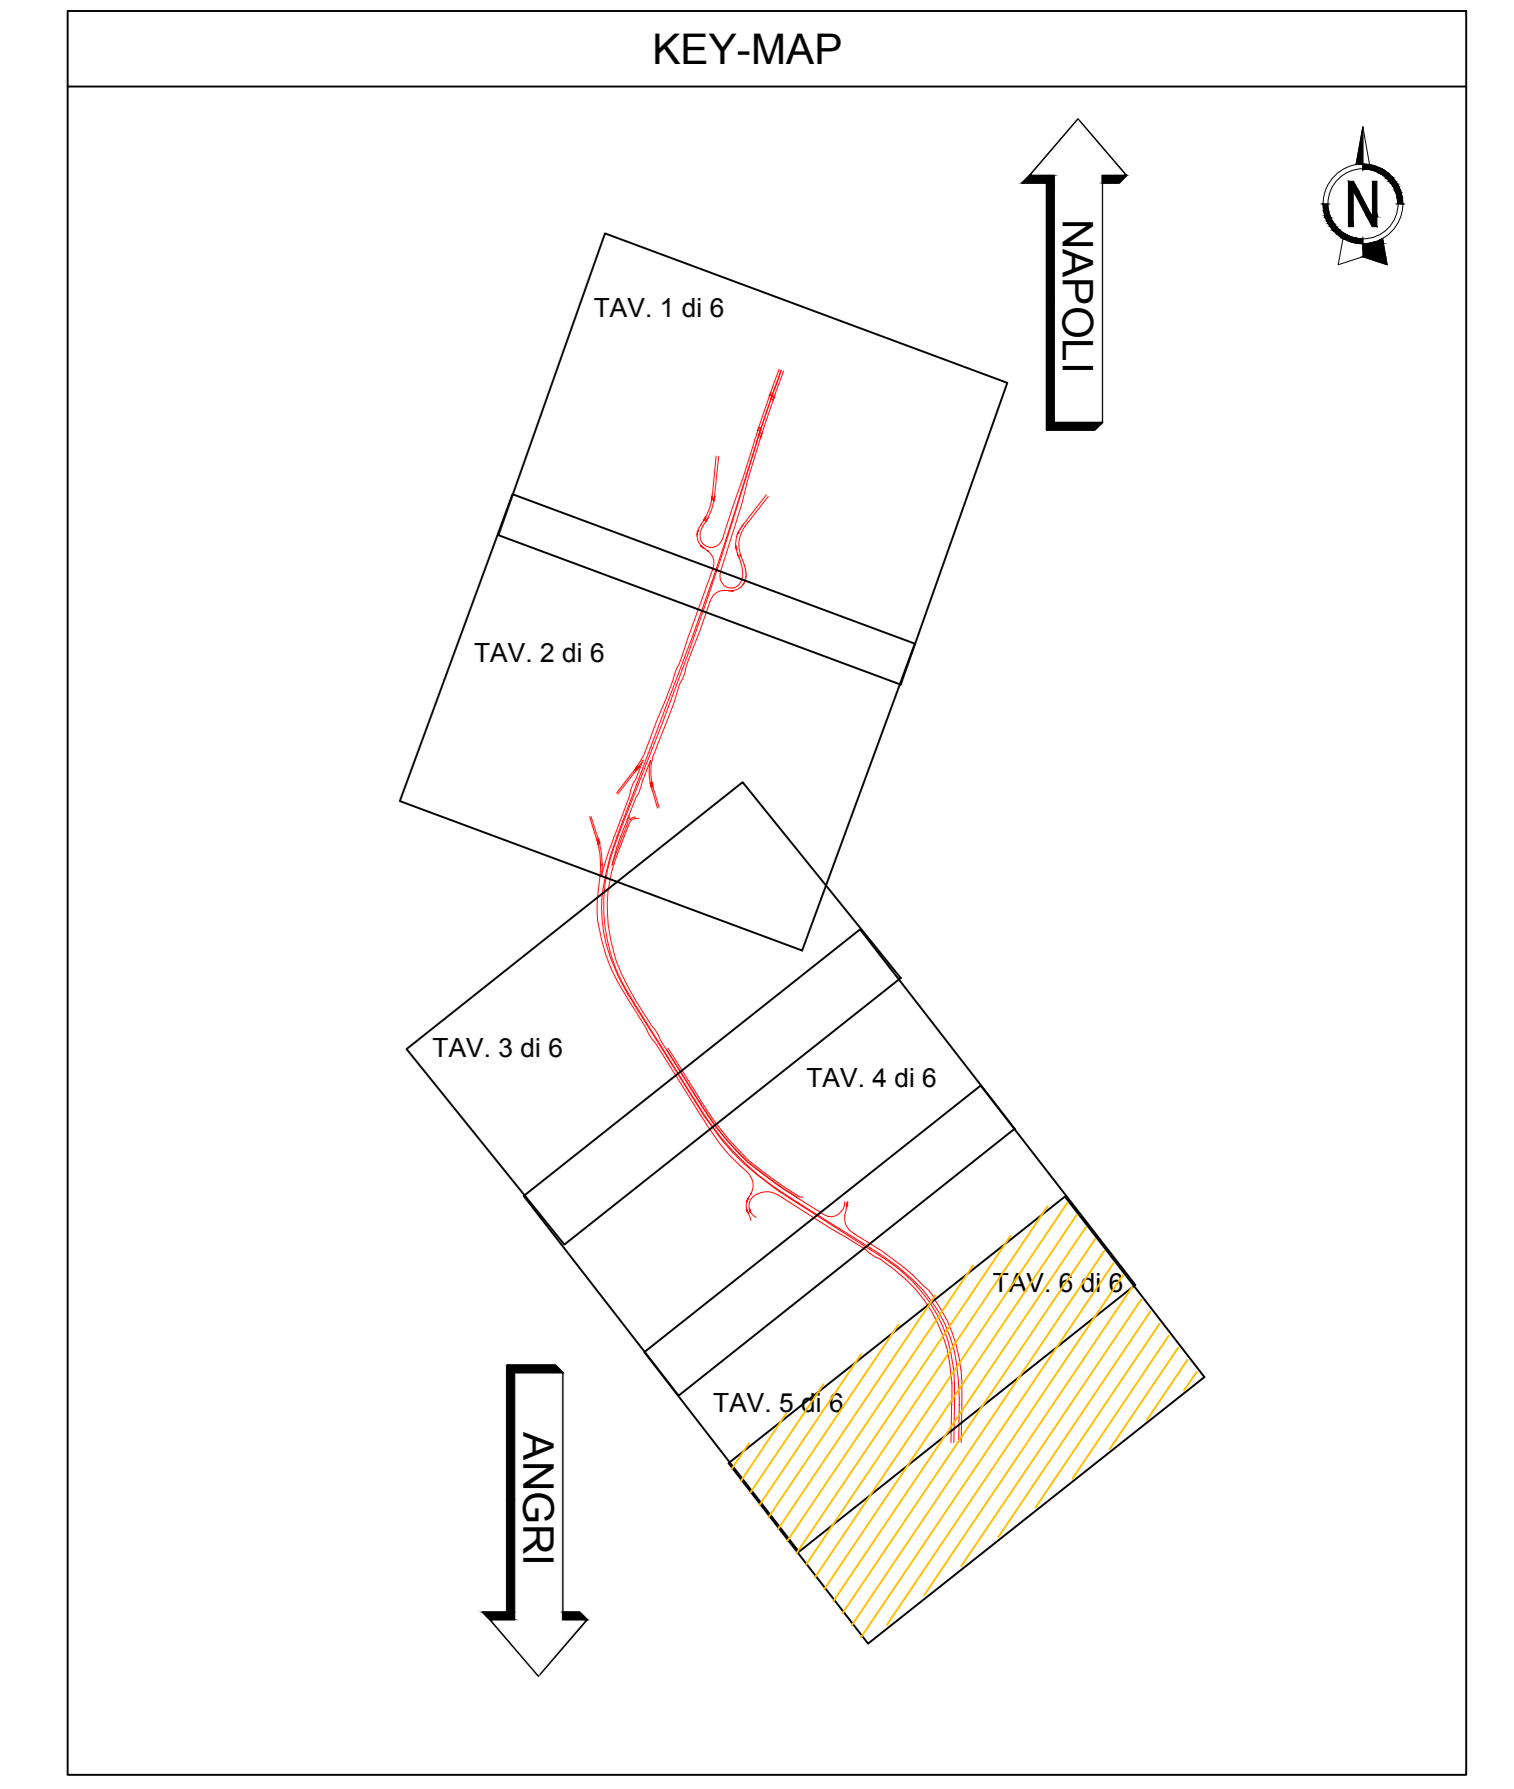 KEY-MAP
N
NAPOLI
TAV. 1 di 6
TAV. 2 di 6
TAV. 3 di 6
TAV. 4 di 6
TAV. 6 di 6
TAV. 5 di 6
ANGRI